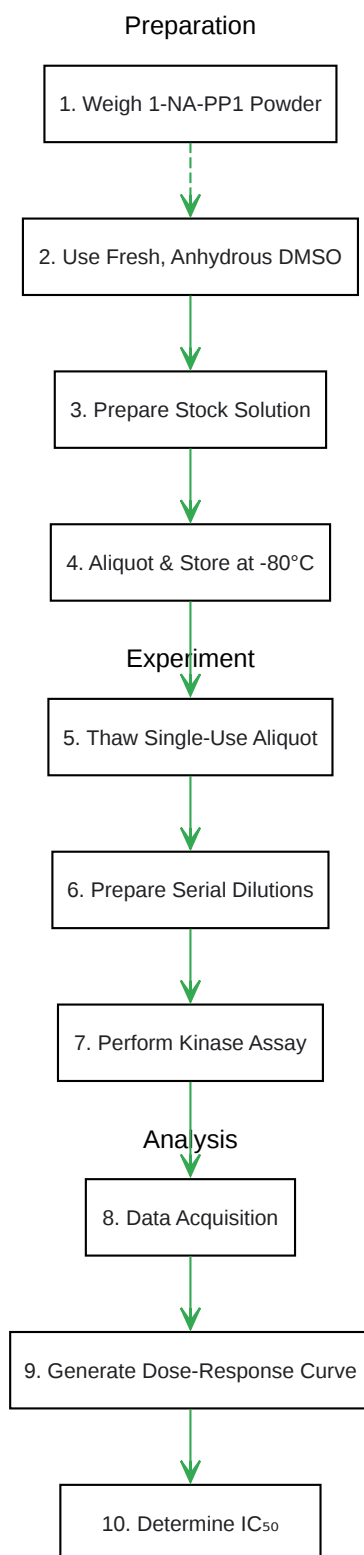 Preparation
1. Weigh 1-NA-PP1 Powder
2. Use Fresh, Anhydrous DMSO
3. Prepare Stock Solution
4. Aliquot & Store at -80°C
Experiment
5. Thaw Single-Use Aliquot
6. Prepare Serial Dilutions
7. Perform Kinase Assay
Analysis
8. Data Acquisition
9. Generate Dose-Response Curve
10. Determine IC₅₀